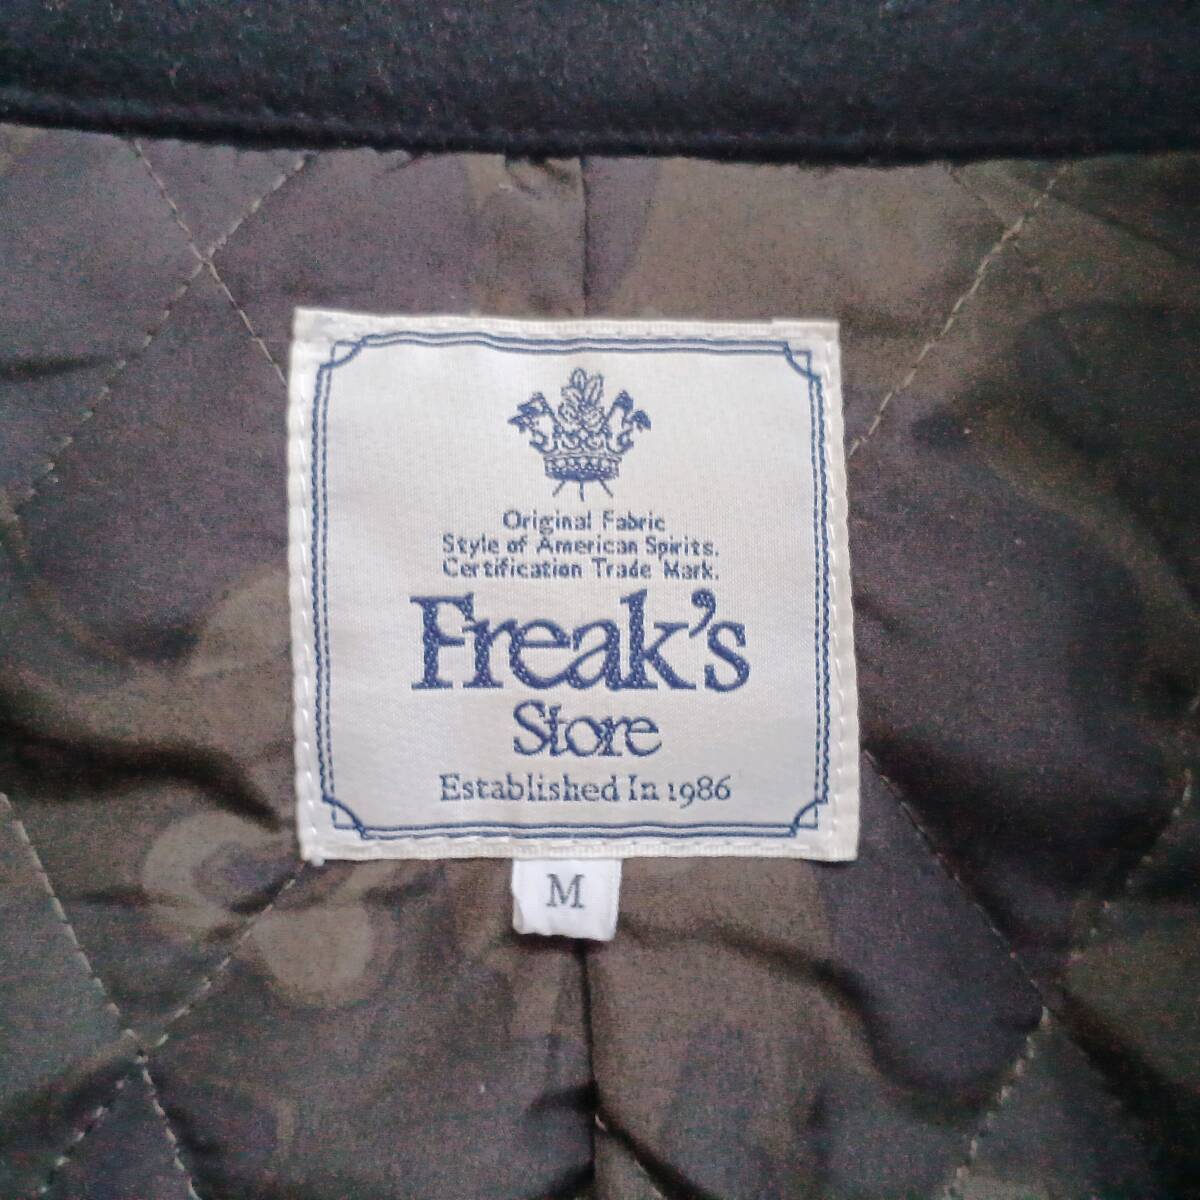 Original Fabric
Style of American Spirits.
Certification Trade Mark.
Freak's
Store
Established In 1986
M